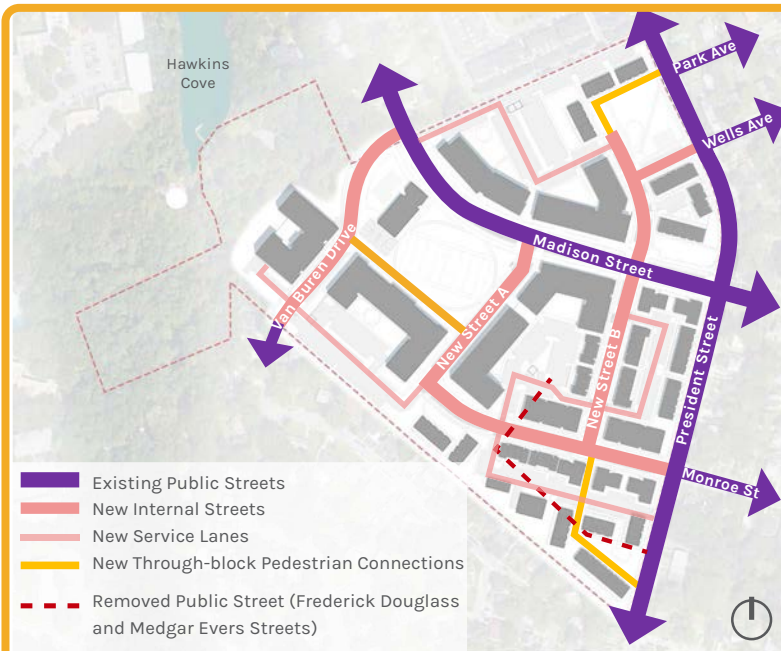 Hawkins
Cove
Park Ave
Wells Ave
Madison Street
Van Buren Drive
New Street A
New Street B
President Street
Monroe St
Existing Public Streets
New Internal Streets
New Service Lanes
New Through-block Pedestrian Connections
Removed Public Street (Frederick Douglass
and Medgar Evers Streets)